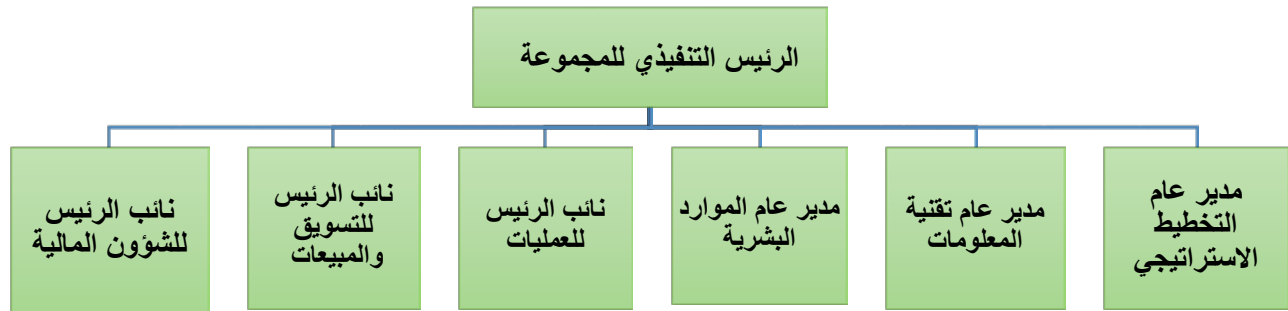 الرئيس التنفيذي للمجموعة
مدير عام
التخطيط
الاستراتيجي
مدير عام تقنية
المعلومات
مدير عام الموارد
البشرية
نائب الرئيس
للعمليات
نائب الرئيس
للتسويق
والمبيعات
نائب الرئيس
للشؤون المالية